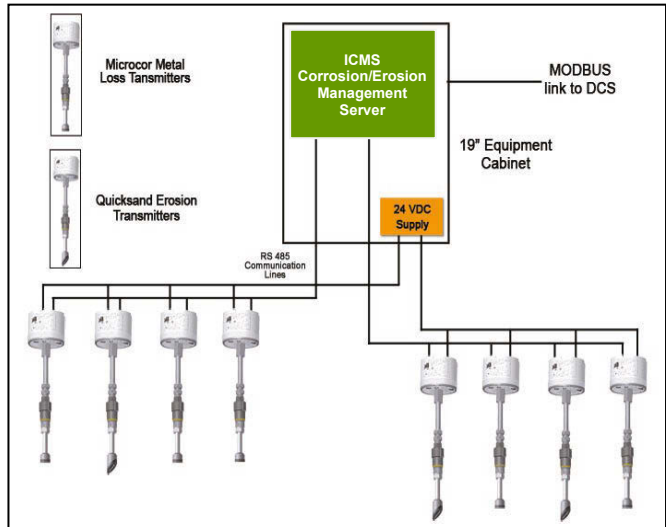 Microcor Metal
Loss Tansmitters
Quicksand Erosion
Transmitters
ICMS
Corrosion/Erosion
Management
Server
MODBUS
link to DCS
19" Equipment
Cabinet
24 VDC
Supply
RS 485
Communication
Lines